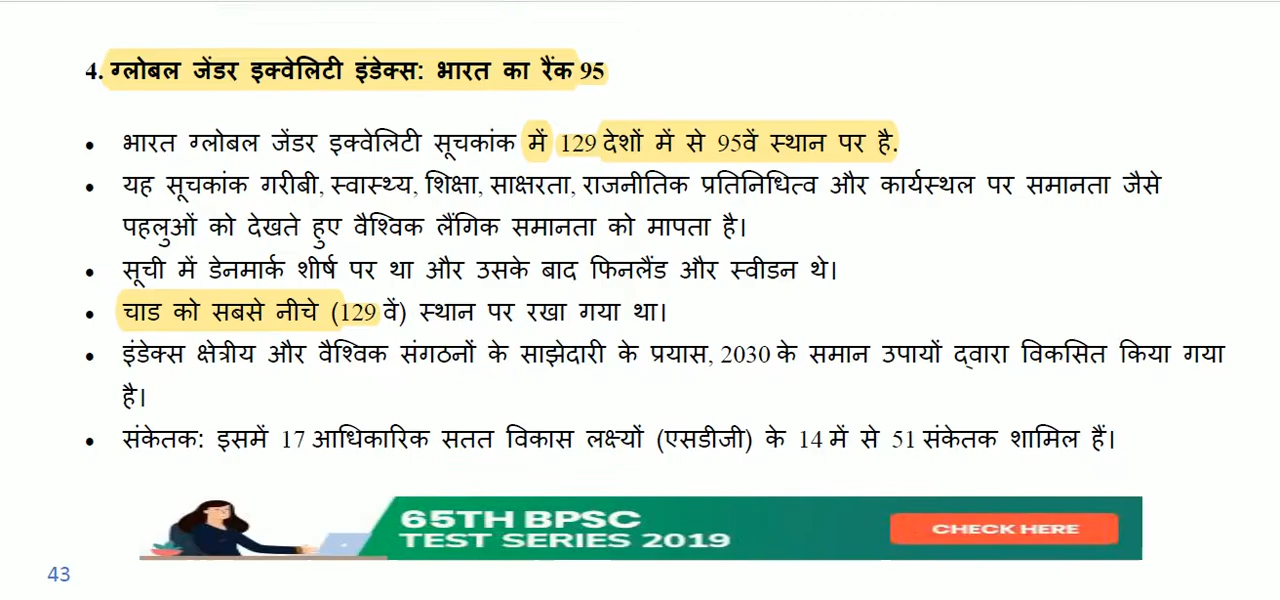 4. ग्लोबल जेंडर इक्वेलिटी इंडेक्स: भारत का रैंक 95
• भारत ग्लोबल जेंडर इक्वेलिटी सूचकांक में 129 देशों में से 95वें स्थान पर है.
• यह सूचकांक गरीबी, स्वास्थ्य, शिक्षा, साक्षरता, राजनीतिक प्रतिनिधित्व और कार्यस्थल पर समानता जैसे
पहलुओं को देखते हुए वैश्विक लैंगिक समानता को मापता है।
• सूची में डेनमार्क शीर्ष पर था और उसके बाद फिनलैंड और स्वीडन थे।
• चाड को सबसे नीचे (129 वें) स्थान पर रखा गया था।
• इंडेक्स क्षेत्रीय और वैश्विक संगठनों के साझेदारी के प्रयास, 2030 के समान उपायों द्वारा विकसित किया गया
है।
• संकेतक: इसमें 17 आधिकारिक सतत विकास लक्ष्यों (एसडीजी) के 14 में से 51 संकेतक शामिल हैं।
65TH BPSC
TEST SERIES 2019
CHECK HERE
43